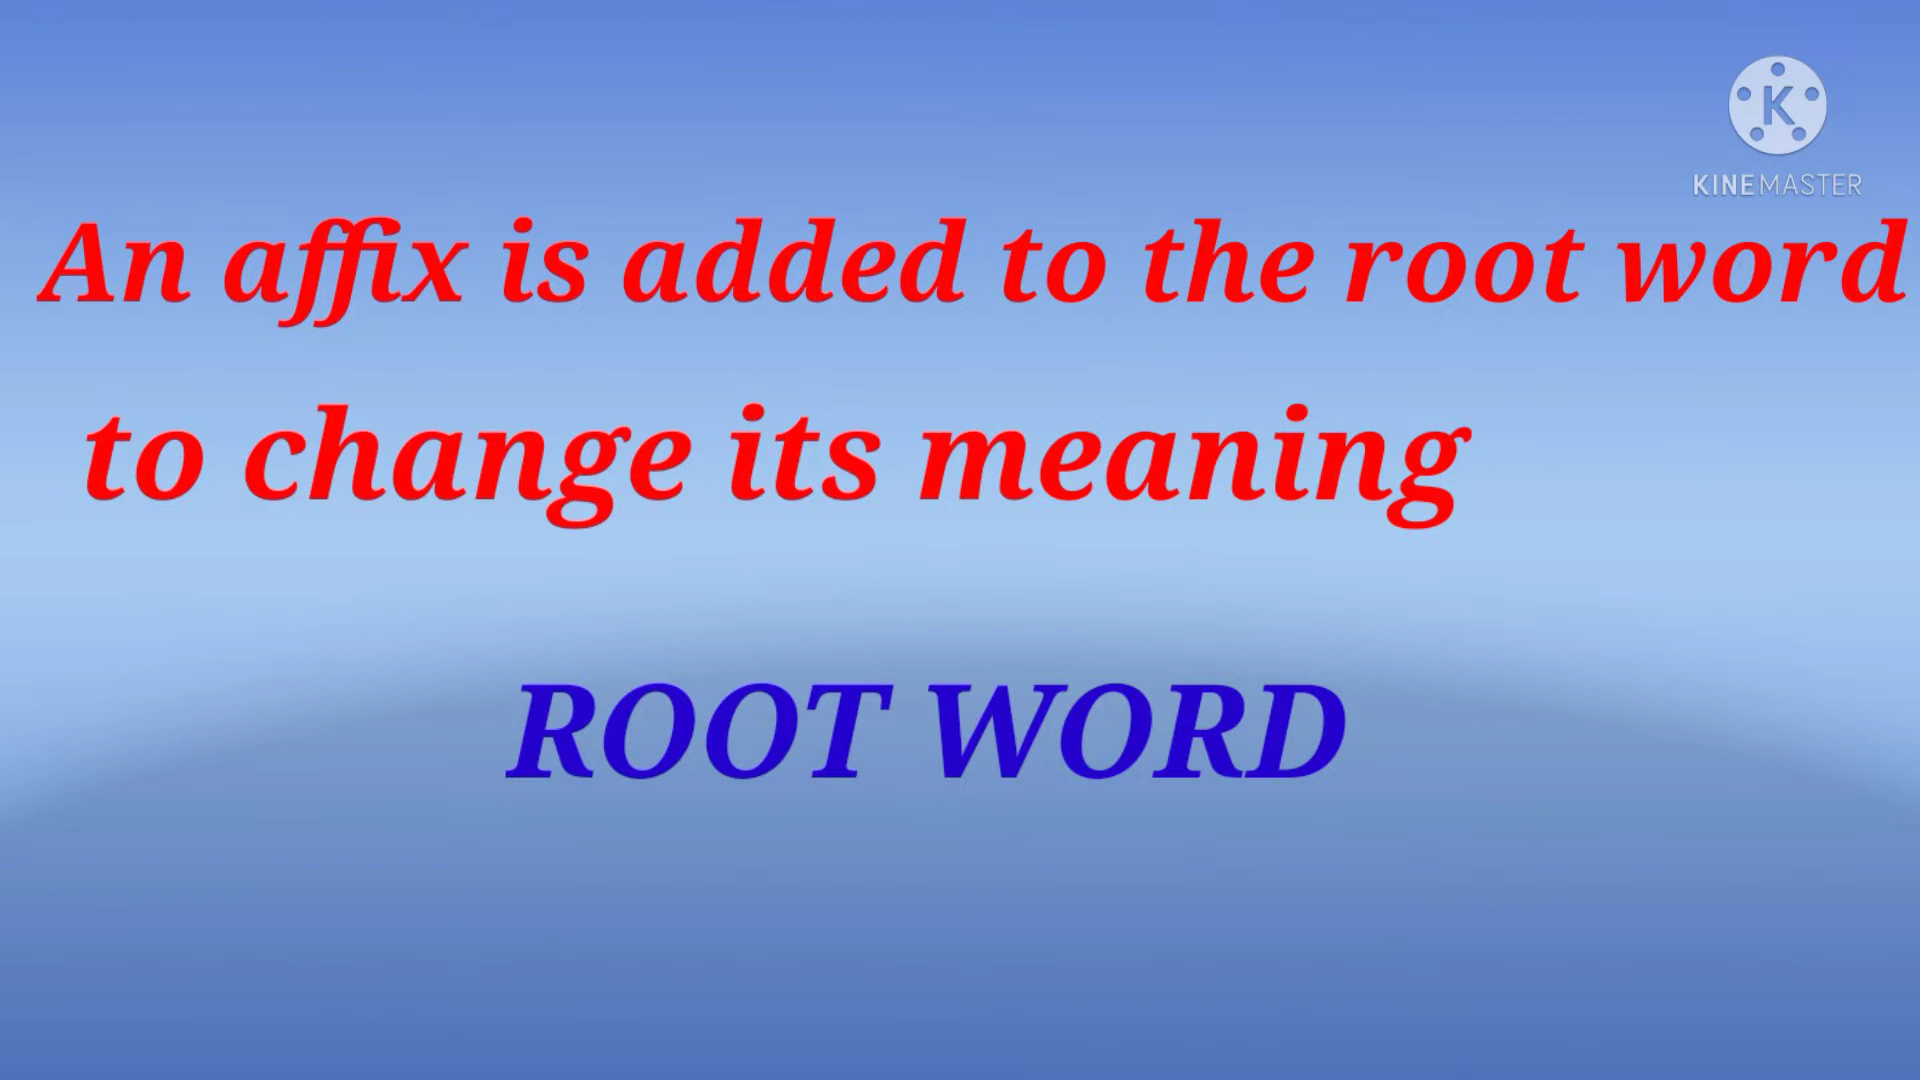 K
KINEMASTER
An affix is added to the root word
to change its meaning
ROOT WORD